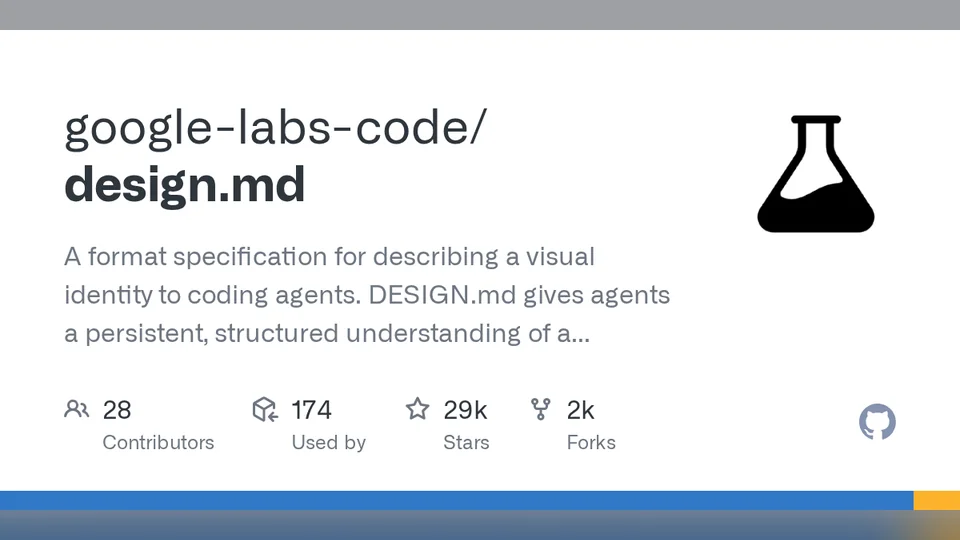 google-labs-code/
design.md
A format specification for describing a visual
identity to coding agents. DESIGN.md gives agents
a persistent, structured understanding of a...
28
Contributors
174
Used by
29k
Stars
2k
Forks